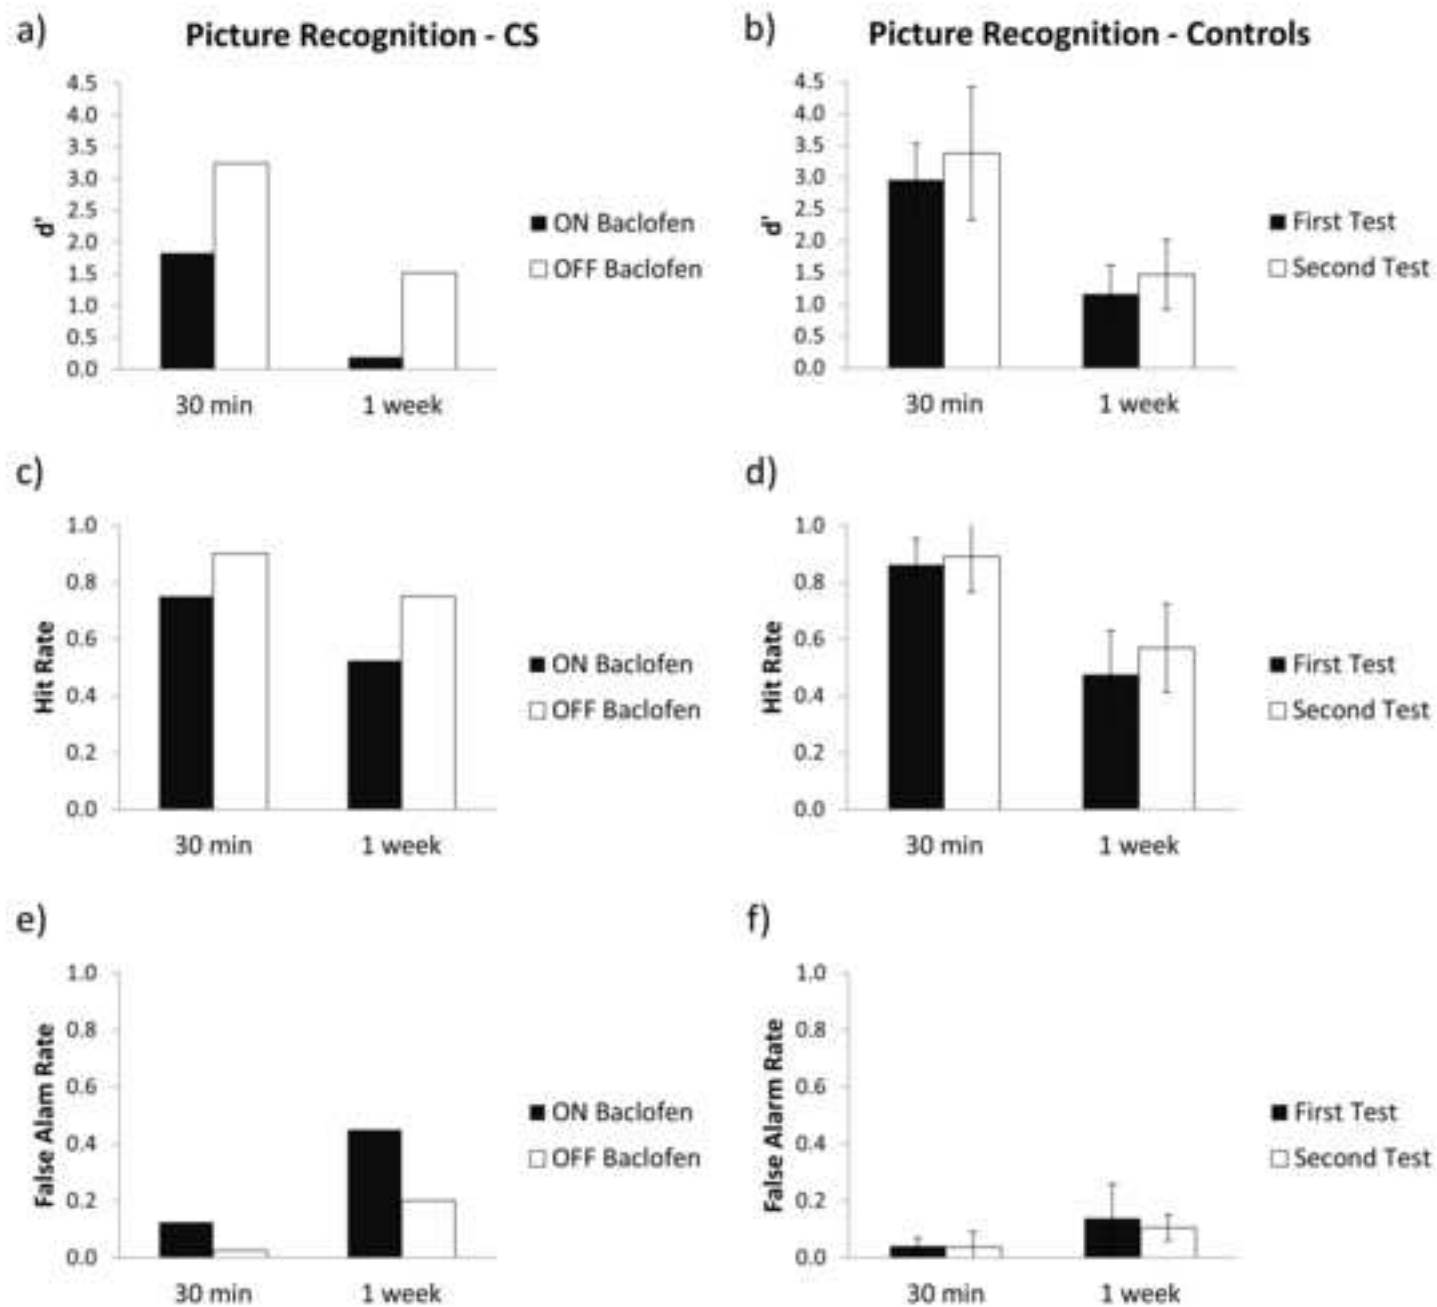 a)
Picture Recognition - CS
4.5
4.0
3.5
3.0
2.5
2.0
1.5
1.0
0.5
0.0
d'
30 min
1 week
ON Baclofen
OFF Baclofen
b)
Picture Recognition - Controls
4.5
4.0
3.5
3.0
2.5
2.0
1.5
1.0
0.5
0.0
d'
30 min
1 week
First Test
Second Test
c)
1.0
0.8
0.6
0.4
0.2
0.0
Hit Rate
30 min
1 week
ON Baclofen
OFF Baclofen
d)
1.0
0.8
0.6
0.4
0.2
0.0
Hit Rate
30 min
1 week
First Test
Second Test
e)
1.0
0.8
0.6
0.4
0.2
0.0
False Alam Rate
30 min
1 week
ON Baclofen
OFF Baclofen
f)
1.0
0.8
0.6
0.4
0.2
0.0
False Alarm Rate
30 min
1 week
First Test
Second Test